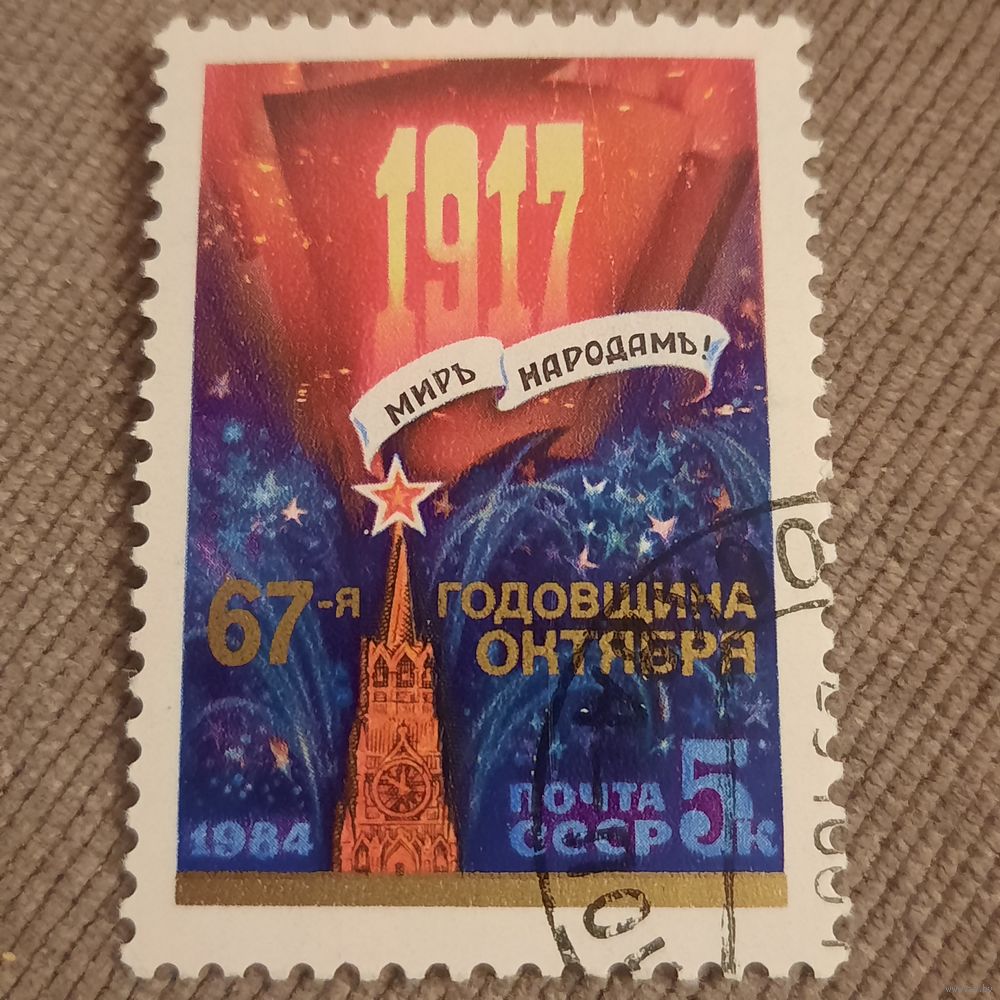 1917
МИРЪ НАРОДАМЪ!
67-я ГОДОВЩИНА
ОКТЯБРЯ
1984
ПОЧТА
СССР 5К